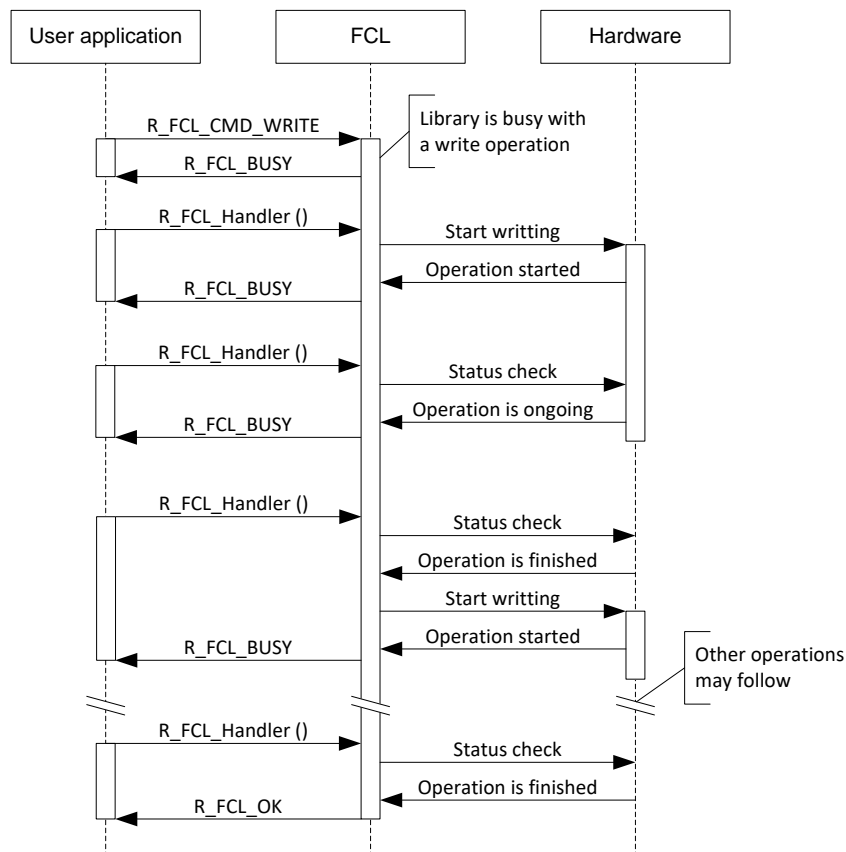 User application
FCL
Hardware
R_FCL_CMD_WRITE
Library is busy with
a write operation
R_FCL_BUSY
R_FCL_Handler ()
Start writting
Operation started
R_FCL_BUSY
R_FCL_Handler ()
Status check
Operation is ongoing
R_FCL_BUSY
R_FCL_Handler ()
Status check
Operation is finished
Start writting
Operation started
R_FCL_BUSY
Other operations
may follow
R_FCL_Handler ()
Status check
Operation is finished
R_FCL_OK